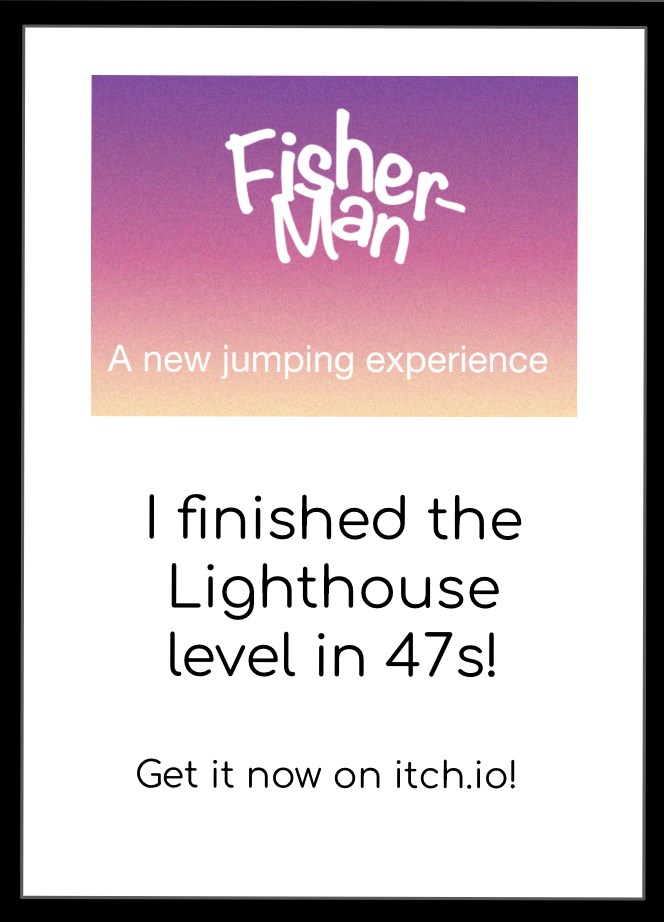 Fisher-
Man
A new jumping experience
I finished the
Lighthouse
level in 47s!
Get it now on itch.io!